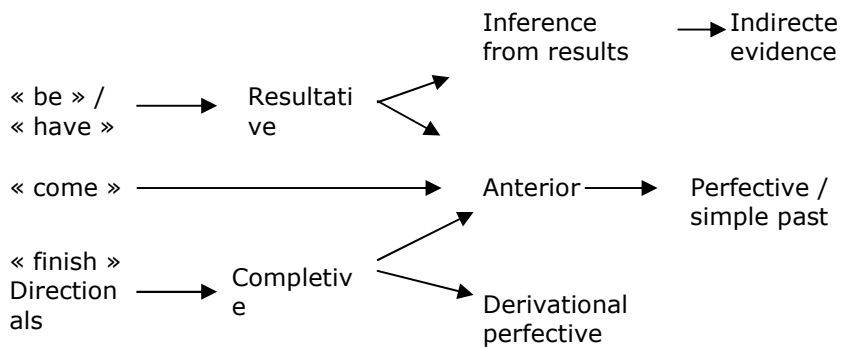 Inference
from results
Indirecte
evidence
« be » /
« have »
Resultati
ve
« come »
Anterior
Perfective /
simple past
« finish »
Direction
als
Completiv
e
Derivational
perfective